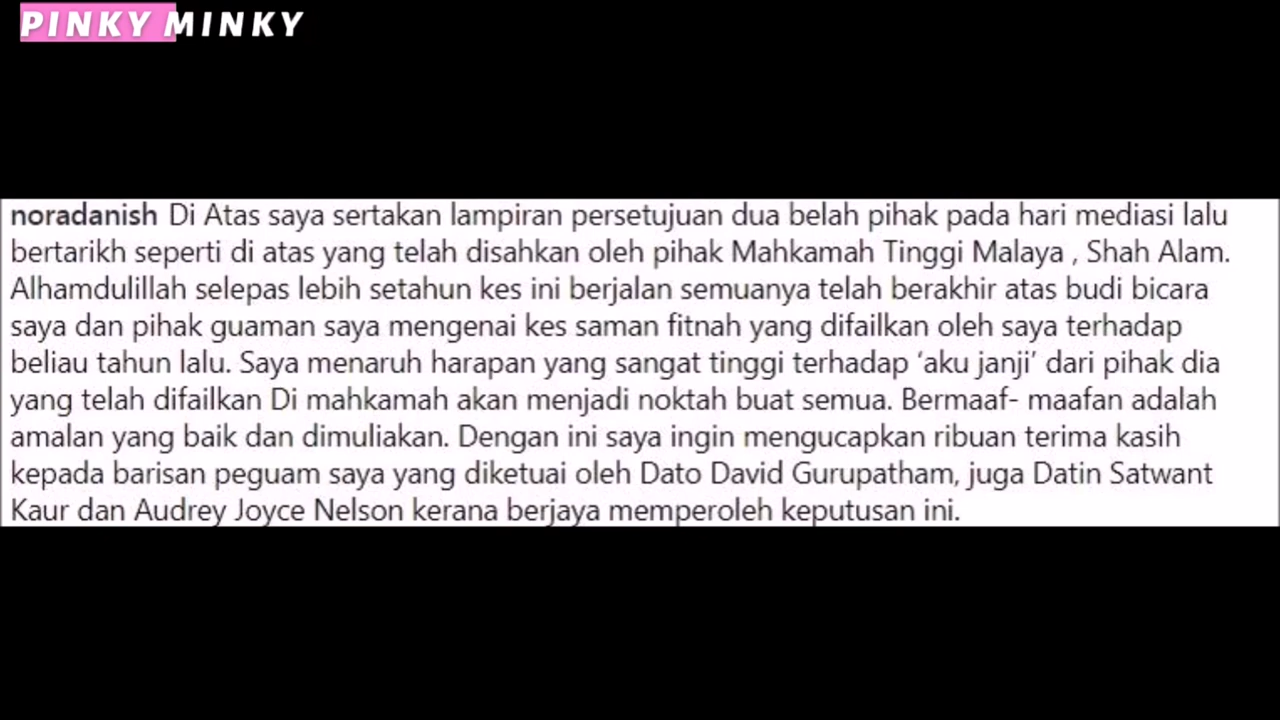 PINKY MINKY
noradanish Di Atas saya sertakan lampiran persetujuan dua belah pihak pada hari mediasi lalu
bertarikh seperti di atas yang telah disahkan oleh pihak Mahkamah Tinggi Malaya , Shah Alam.
Alhamdulillah selepas lebih setahun kes ini berjalan semuanya telah berakhir atas budi bicara
saya dan pihak guaman saya mengenai kes saman fitnah yang difailkan oleh saya terhadap
beliau tahun lalu. Saya menaruh harapan yang sangat tinggi terhadap ‘aku janji’ dari pihak dia
yang telah difailkan Di mahkamah akan menjadi noktah buat semua. Bermaaf- maafan adalah
amalan yang baik dan dimuliakan. Dengan ini saya ingin mengucapkan ribuan terima kasih
kepada barisan peguam saya yang diketuai oleh Dato David Gurupatham, juga Datin Satwant
Kaur dan Audrey Joyce Nelson kerana berjaya memperoleh keputusan ini.